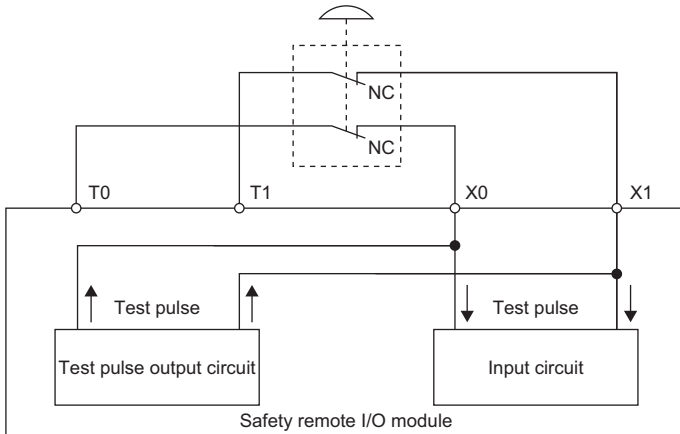 NC
NC
T0 T1 X0 X1
Test pulse Test pulse
Test pulse output circuit Input circuit
Safety remote I/O module